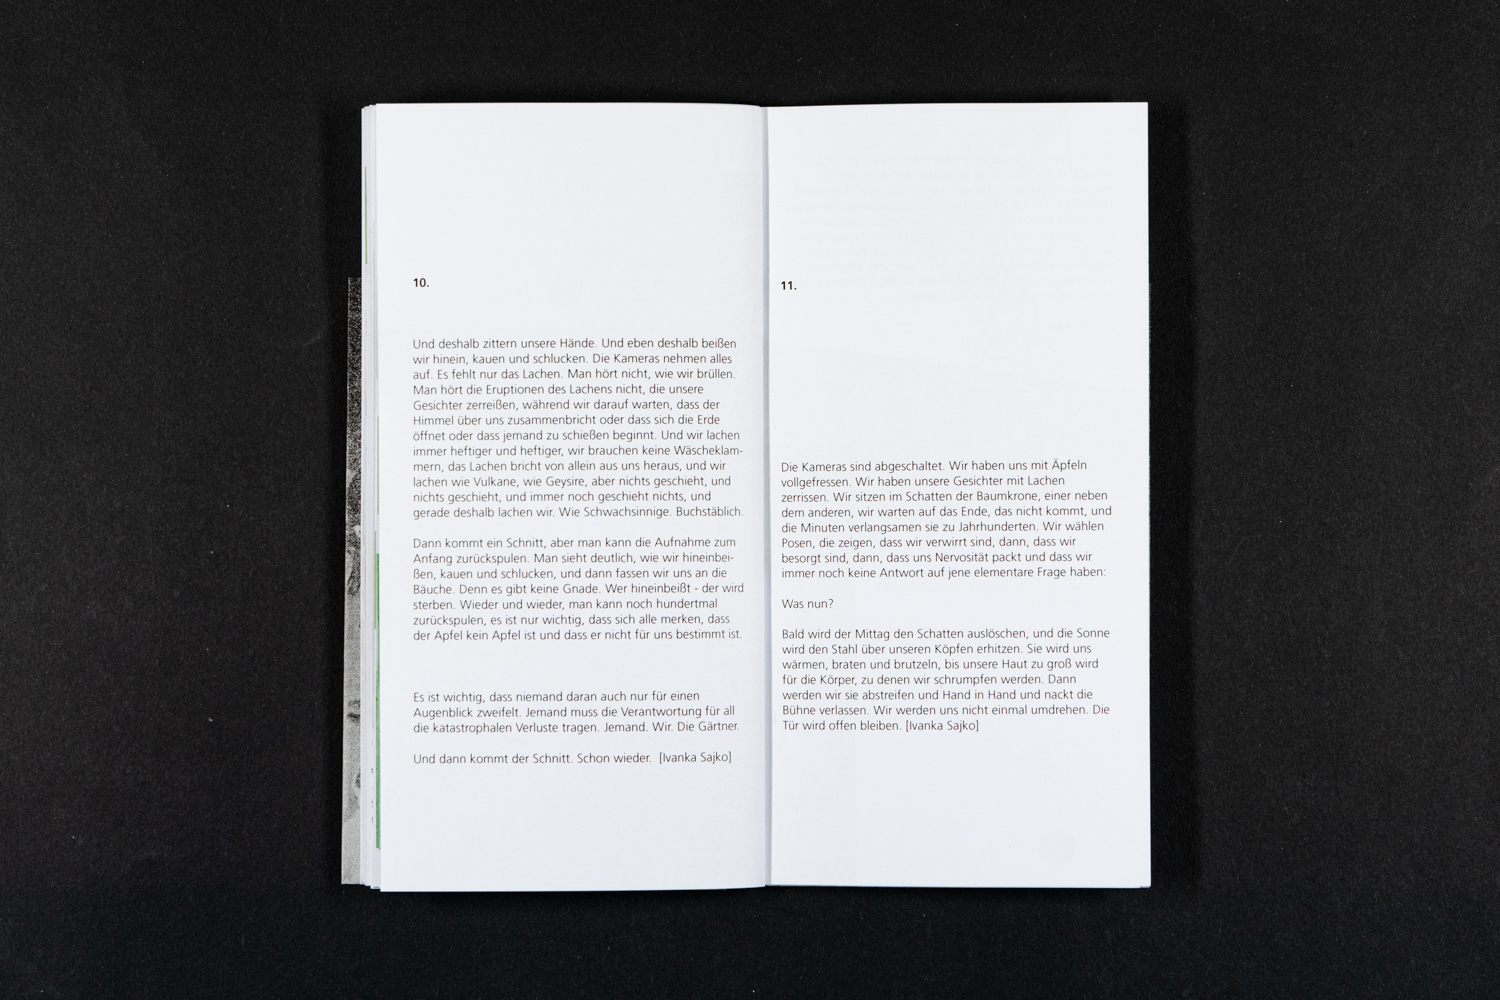 10.
Und deshalb zittern unsere Hände. Und eben deshalb beißen
wir hinein, kauen und schlucken. Die Kameras nehmen alles
auf. Es fehlt nur das Lachen. Man hört nicht, wie wir brüllen.
Man hört die Eruptionen des Lachens nicht, die unsere
Gesichter zerreißen, während wir darauf warten, dass der
Himmel über uns zusammenbricht oder dass sich die Erde
öffnet oder dass jemand zu schießen beginnt. Und wir lachen
immer heftiger und heftiger, wir brauchen keine Wäscheklam-
mern, das Lachen bricht von allein aus uns heraus, und wir
lachen wie Vulkane, wie Geysire, aber nichts geschieht, und
nichts geschieht, und immer noch geschieht nichts, und
gerade deshalb lachen wir. Wie Schwachsinnige. Buchstäblich.
Dann kommt ein Schnitt, aber man kann die Aufnahme zum
Anfang zurückspulen. Man sieht deutlich, wie wir hineinbei-
ßen, kauen und schlucken, und dann fassen wir uns an die
Bäuche. Denn es gibt keine Gnade. Wer hineinbeißt - der wird
sterben. Wieder und wieder, man kann noch hundertmal
zurückspulen, es ist nur wichtig, dass sich alle merken, dass
der Apfel kein Apfel ist und dass er nicht für uns bestimmt ist.
Es ist wichtig, dass niemand daran auch nur für einen
Augenblick zweifelt. Jemand muss die Verantwortung für all
die katastrophalen Verluste tragen. Jemand. Wir. Die Gärtner.
Und dann kommt der Schnitt. Schon wieder. [Ivanka Sajko]
11.
Die Kameras sind abgeschaltet. Wir haben uns mit Äpfeln
vollgefressen. Wir haben unsere Gesichter mit Lachen
zerrissen. Wir sitzen im Schatten der Baumkrone, einer neben
dem anderen, wir warten auf das Ende, das nicht kommt, und
die Minuten verlangsamen sie zu Jahrhunderten. Wir wählen
Posen, die zeigen, dass wir verwirrt sind, dann, dass wir
besorgt sind, dann, dass uns Nervosität packt und dass wir
immer noch keine Antwort auf jene elementare Frage haben:
Was nun?
Bald wird der Mittag den Schatten auslöschen, und die Sonne
wird den Stahl über unseren Köpfen erhitzen. Sie wird uns
wärmen, braten und brutzeln, bis unsere Haut zu groß wird
für die Körper, zu denen wir schrumpfen werden. Dann
werden wir sie abstreifen und Hand in Hand und nackt die
Bühne verlassen. Wir werden uns nicht einmal umdrehen. Die
Tür wird offen bleiben. [Ivanka Sajko]